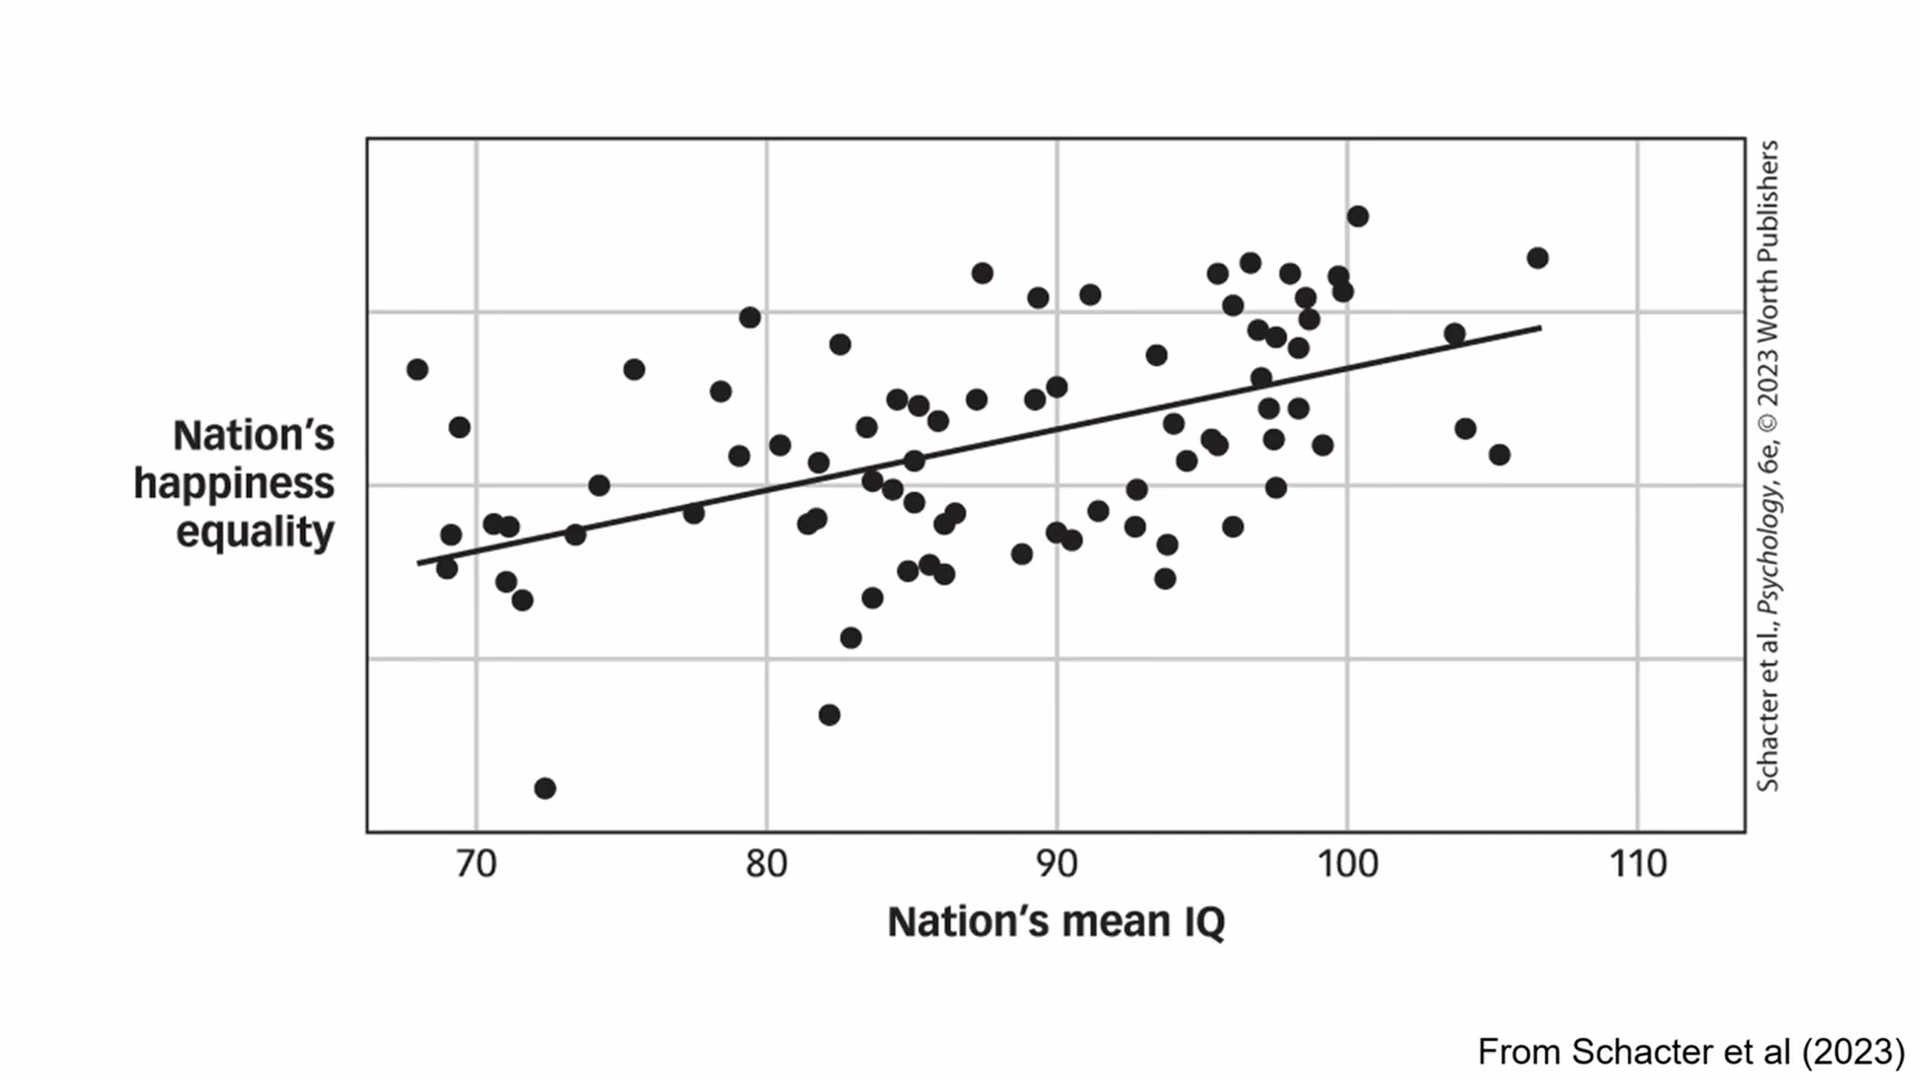 Nation’s
happiness
equality
70 80 90 100 110
Nation’s mean IQ
Schacter et al., Psychology, 6e, © 2023 Worth Publishers
From Schacter et al (2023)